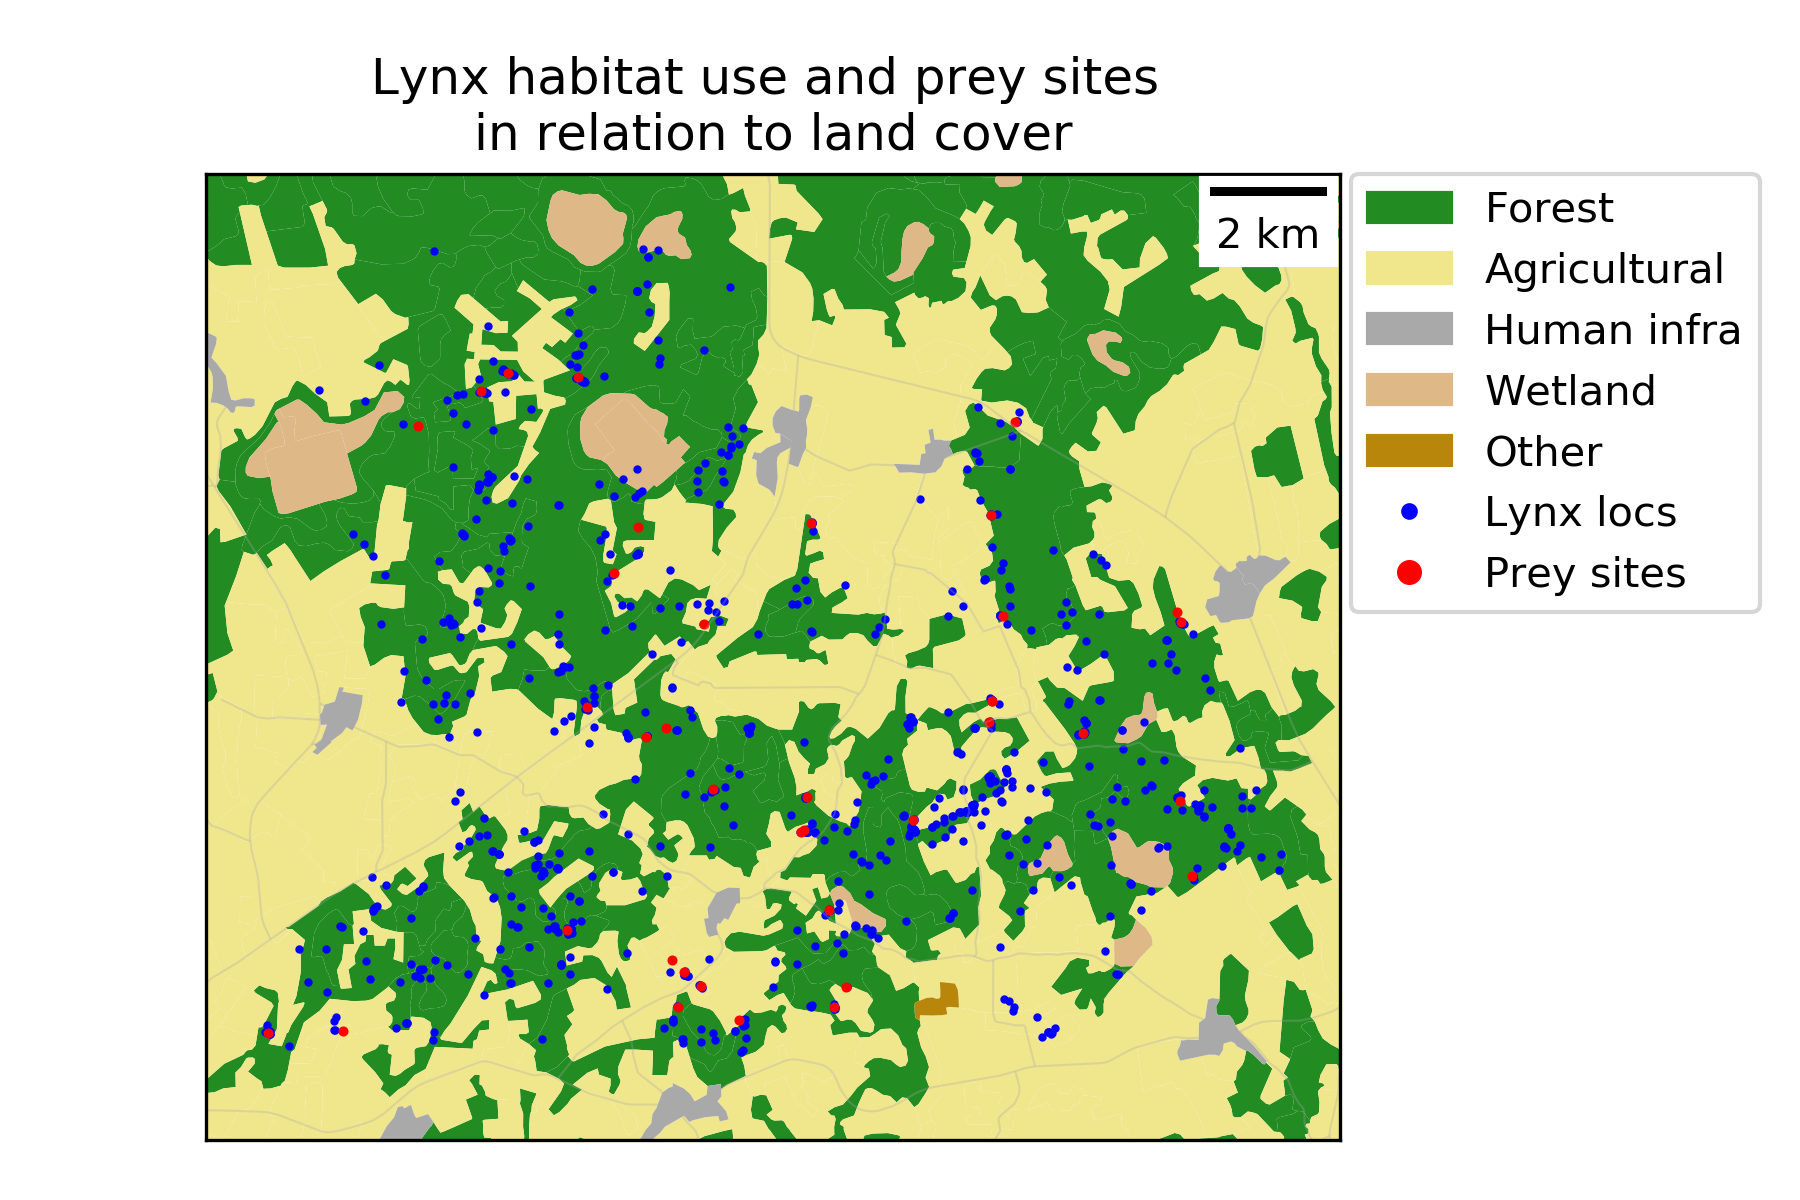 Lynx habitat use and prey sites
in relation to land cover
2 km
Forest
Agricultural
Human infra
Wetland
Other
Lynx locs
Prey sites